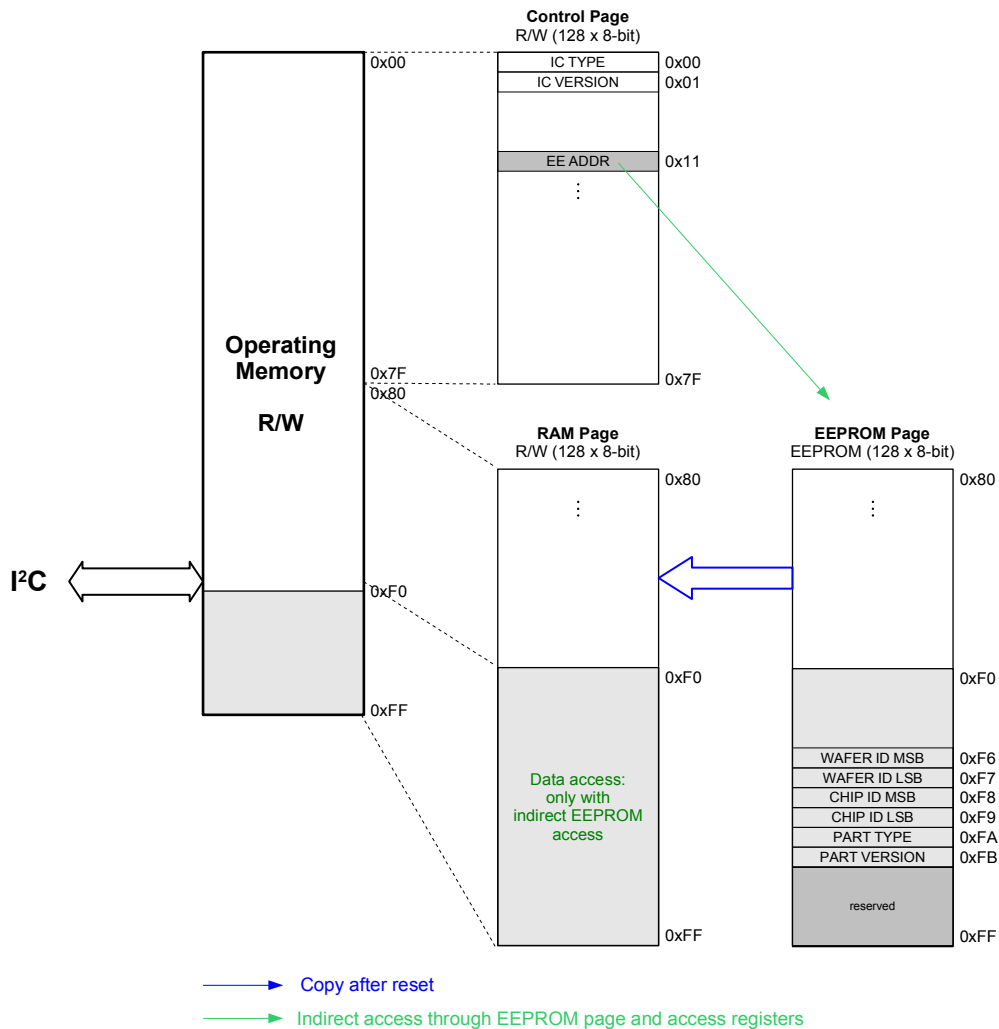 Control Page
R/W (128 x 8-bit)
0x00
IC TYPE
0x00
IC VERSION
0x01
EE ADDR
0x11
⋮
Operating
Memory
R/W
0x7F
0x80
0x7F
RAM Page
R/W (128 x 8-bit)
EEPROM Page
EEPROM (128 x 8-bit)
0x80
0x80
⋮
⋮
I²C
0xF0
0xF0
0xF0
0xFF
Data access:
only with
indirect EEPROM
access
WAFER ID MSB
0xF6
WAFER ID LSB
0xF7
CHIP ID MSB
0xF8
CHIP ID LSB
0xF9
PART TYPE
0xFA
PART VERSION
0xFB
reserved
0xFF
0xFF
Copy after reset
Indirect access through EEPROM page and access registers